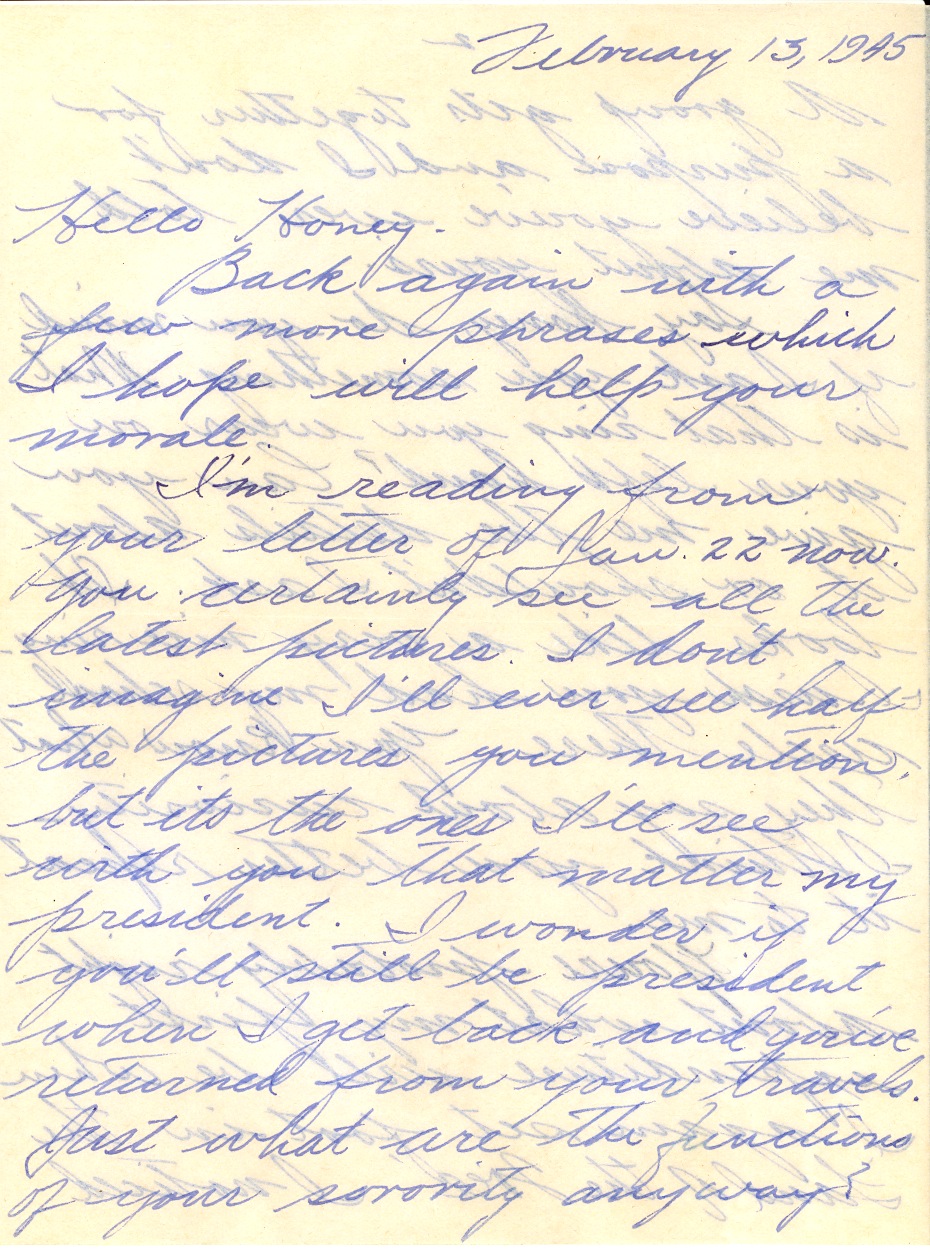 February 13, 1945
Hello Honey.
Back again with a
few more phrases which
I hope will help your
morale.
I'm reading from
your letter of Jan. 22 now.
You certainly see all the
latest pictures. I don't
imagine I'll ever see half
the pictures you mention,
but its the ones I'll see
with you that matter my
president. I wonder if
you'll still be president
when I get back and you've
returned from your travels.
Just what are the functions
of your sorority anyway?